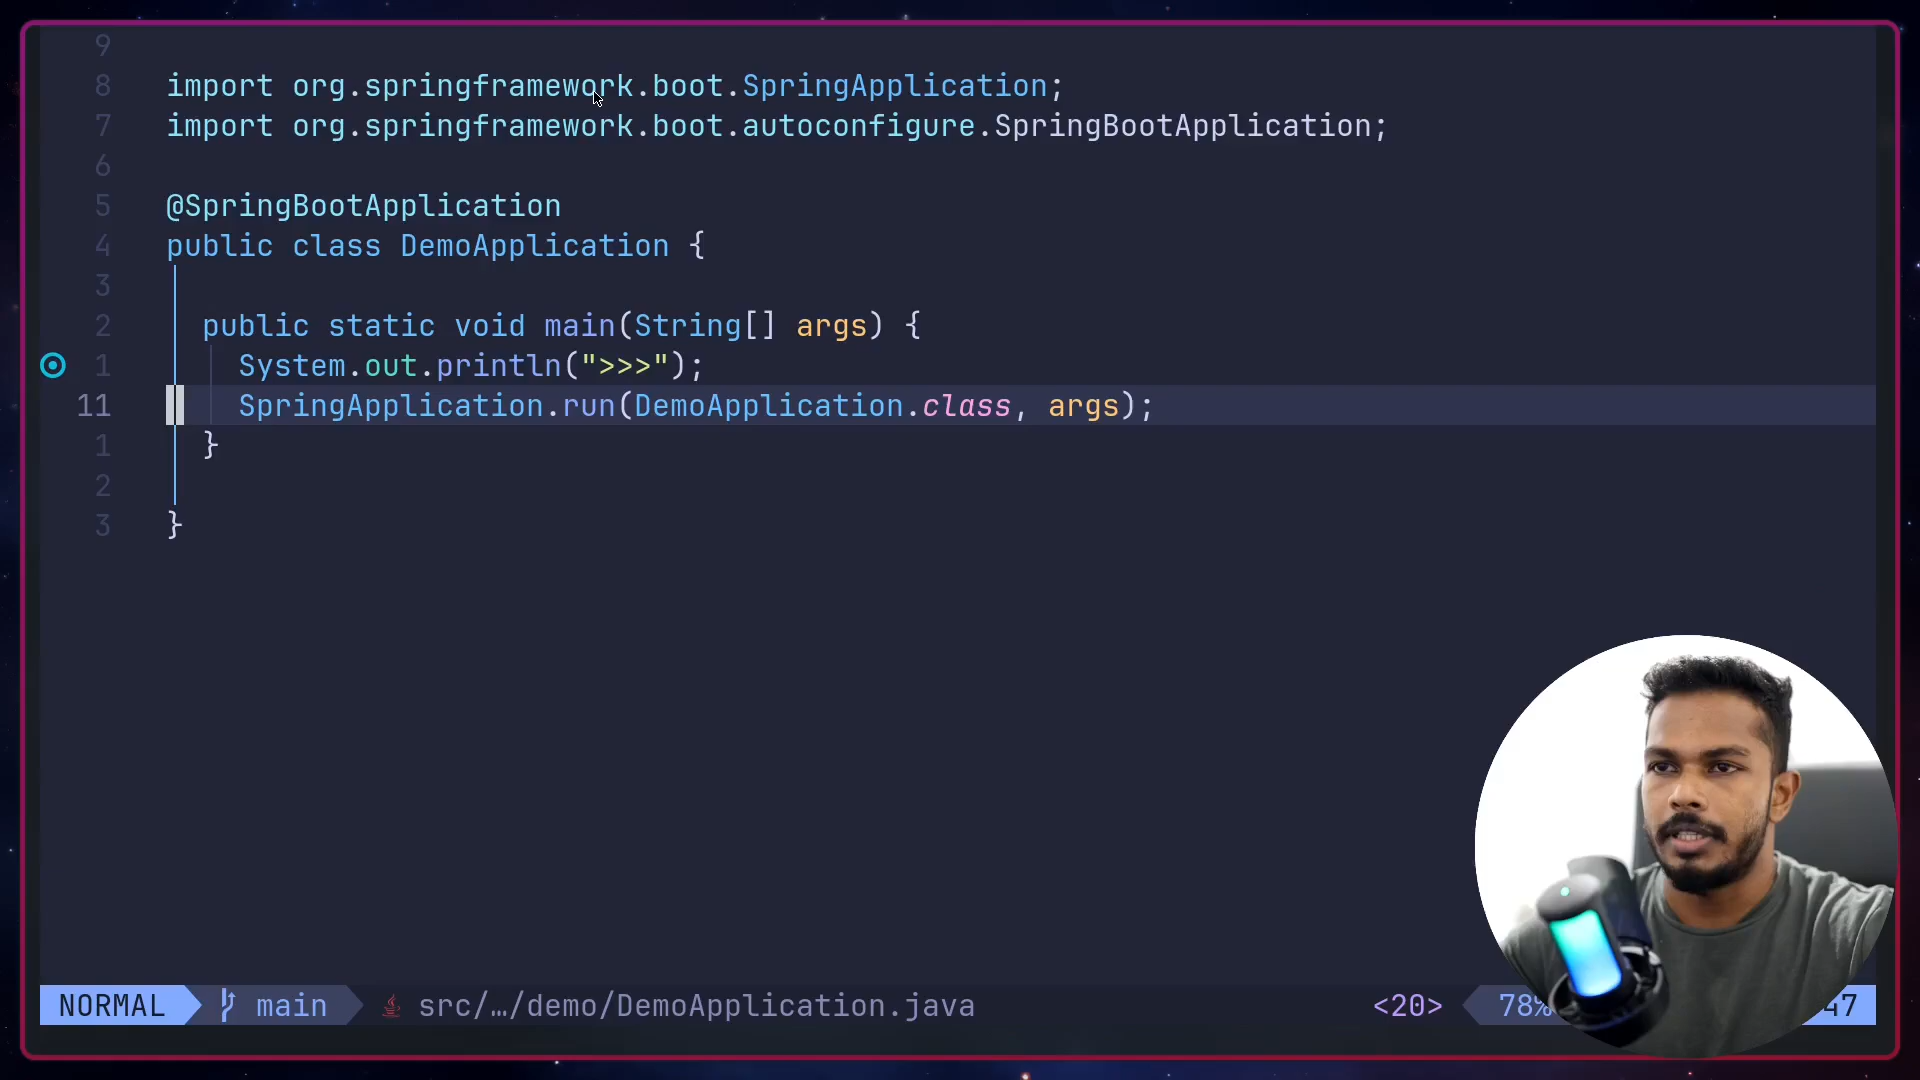 9
8 import org.springframework.boot.SpringApplication;
7 import org.springframework.boot.autoconfigure.SpringBootApplication;
6
5 @SpringBootApplication
4 public class DemoApplication {
3
2 public static void main(String[] args) {
1 System.out.println(">>>");
11 SpringApplication.run(DemoApplication.class, args);
1 }
2
3 }
NORMAL main src/…/demo/DemoApplication.java <20> 78%